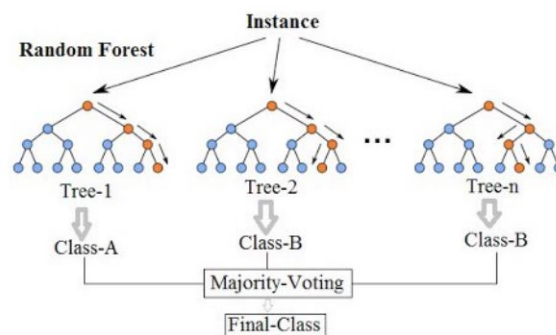 Instance
Random Forest
...
Tree-1 Tree-2 Tree-n
Class-A Class-B Class-B
Majority-Voting
Final-Class